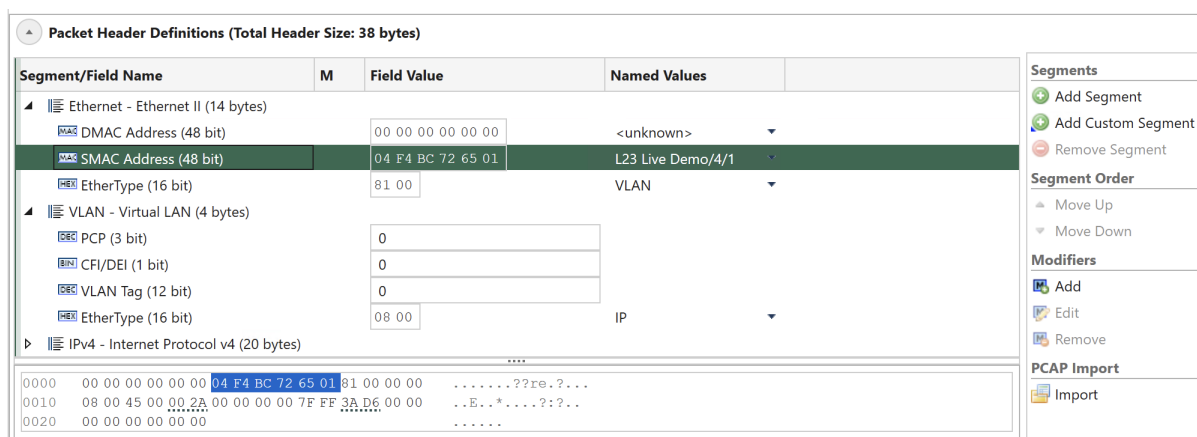 Packet Header Definitions (Total Header Size: 38 bytes)
Segment/Field Name M Field Value Named Values
Ethernet - Ethernet II (14 bytes)
MAC DMAC Address (48 bit) 00 00 00 00 00 00 <unknown>
MAC SMAC Address (48 bit) 04 F4 BC 72 65 01 L23 Live Demo/4/1
HEX EtherType (16 bit) 81 00 VLAN
VLAN - Virtual LAN (4 bytes)
DEC PCP (3 bit) 0
BIN CFI/DEI (1 bit) 0
DEC VLAN Tag (12 bit) 0
HEX EtherType (16 bit) 08 00 IP
IPv4 - Internet Protocol v4 (20 bytes)
0000 00 00 00 00 00 00 04 F4 BC 72 65 01 81 00 00 00 .......??re.?...
0010 08 00 45 00 00 2A 00 00 00 00 7F FF 3A D6 00 00 ..E..*....?:?..
0020 00 00 00 00 00 00 ......
Segments
Add Segment
Add Custom Segment
Remove Segment
Segment Order
Move Up
Move Down
Modifiers
M Add
M Edit
M Remove
PCAP Import
Import